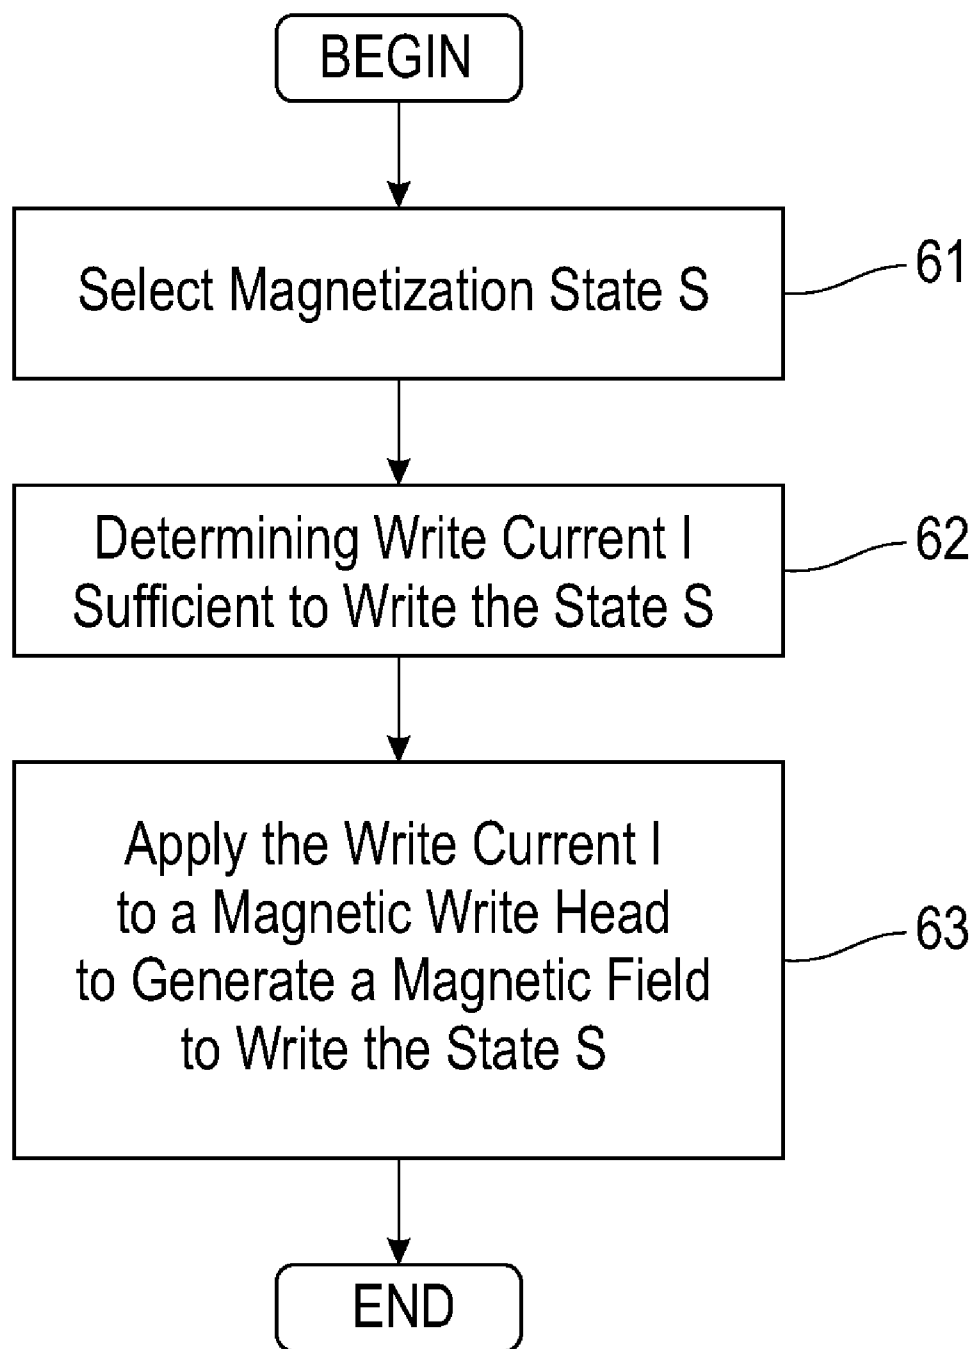 BEGIN
Select Magnetization State S
61
Determining Write Current I
Sufficient to Write the State S
62
Apply the Write Current I
to a Magnetic Write Head
to Generate a Magnetic Field
to Write the State S
63
END